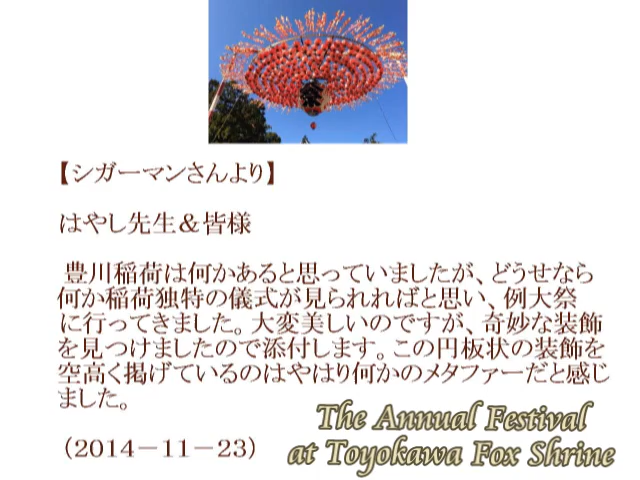 【シガーマンさんより】
はやし先生＆皆様
豊川稲荷は何かあると思っていましたが、どうせなら
何か稲荷独特の儀式が見られればと思い、例大祭
に行ってきました。大変美しいのですが、奇妙な装飾
を見つけましたので添付します。この円板状の装飾を
空高く掲げているのはやはり何かのメタファーだと感じ
ました。
（2014－11－23）
The Annual Festival
at Toyokawa Fox Shrine